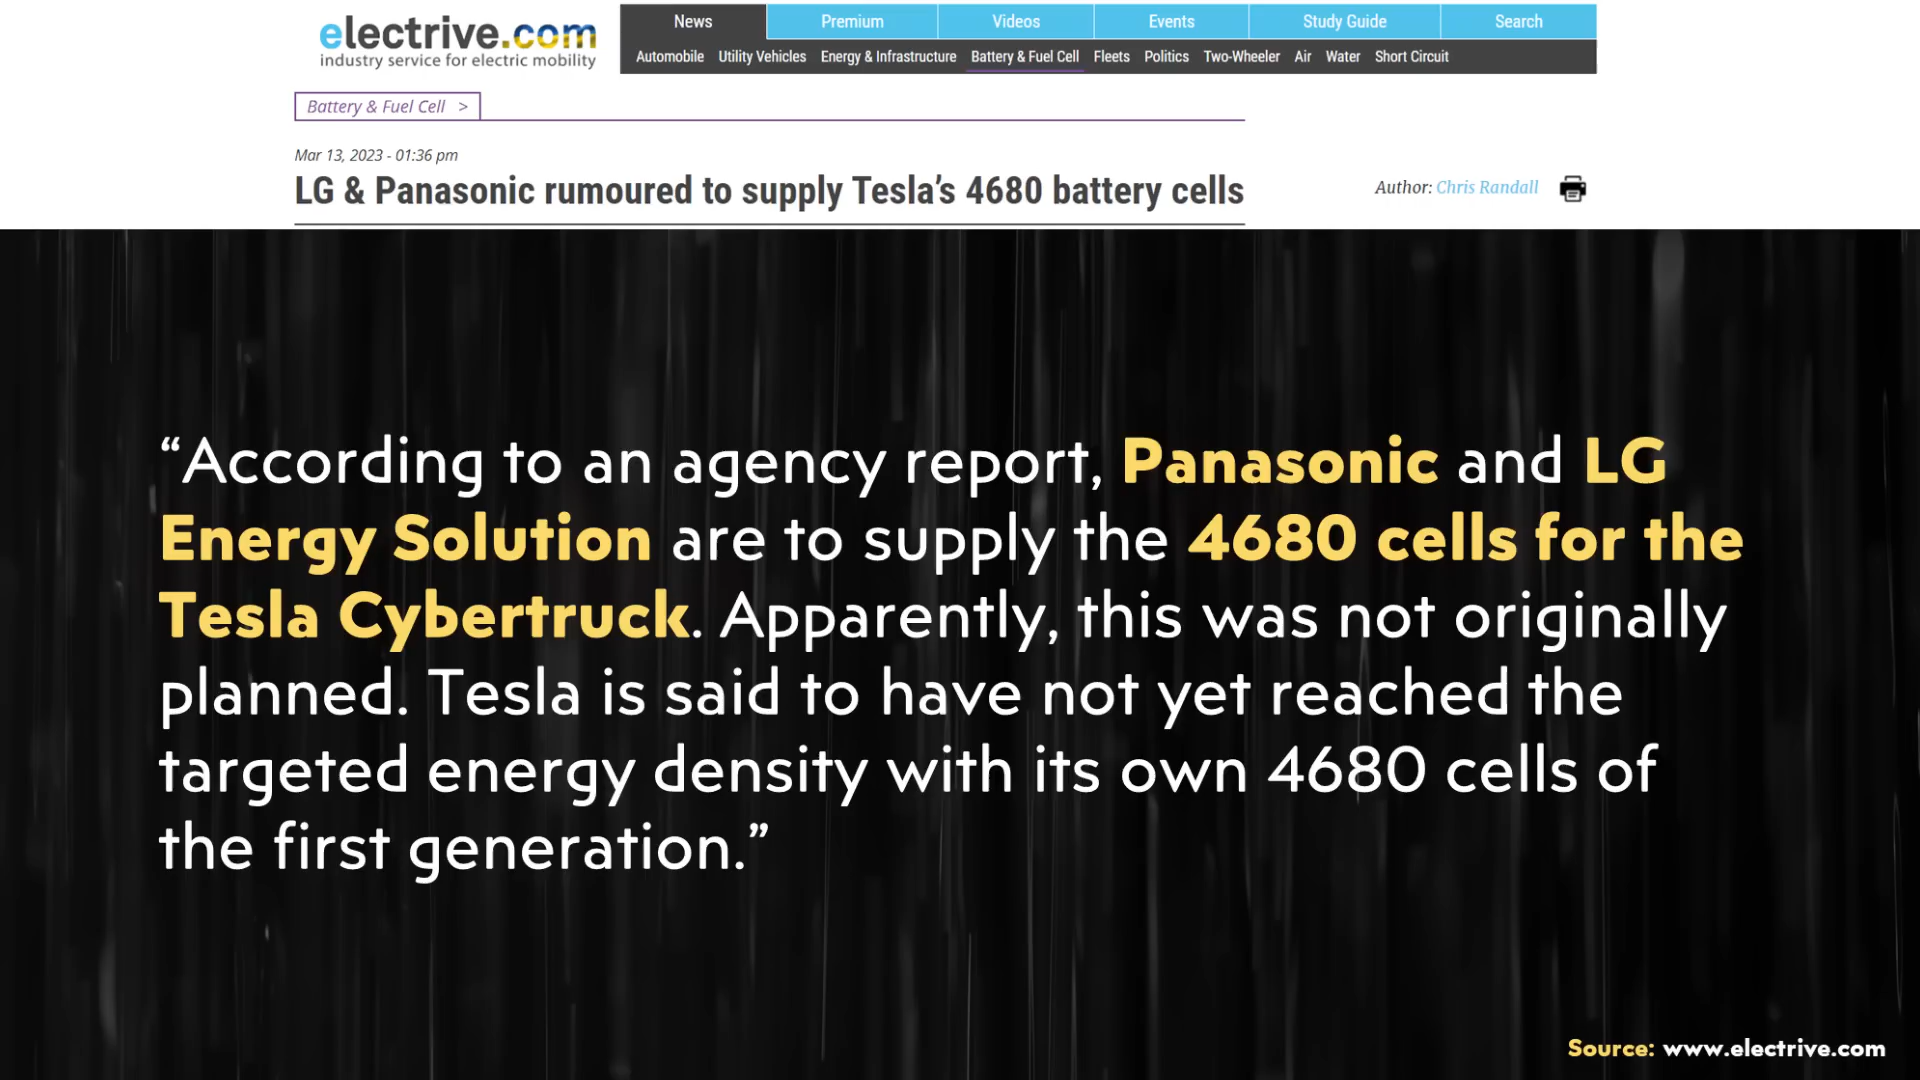 electrive.com
industry service for electric mobility
News Premium Videos Events Study Guide Search
Automobile Utility Vehicles Energy & Infrastructure Battery & Fuel Cell Fleets Politics Two-Wheeler Air Water Short Circuit
Battery & Fuel Cell >
Mar 13, 2023 - 01:36 pm
LG & Panasonic rumoured to supply Tesla’s 4680 battery cells
Author: Chris Randall
“According to an agency report, Panasonic and LG
Energy Solution are to supply the 4680 cells for the
Tesla Cybertruck. Apparently, this was not originally
planned. Tesla is said to have not yet reached the
targeted energy density with its own 4680 cells of
the first generation.”
Source: www.electrive.com